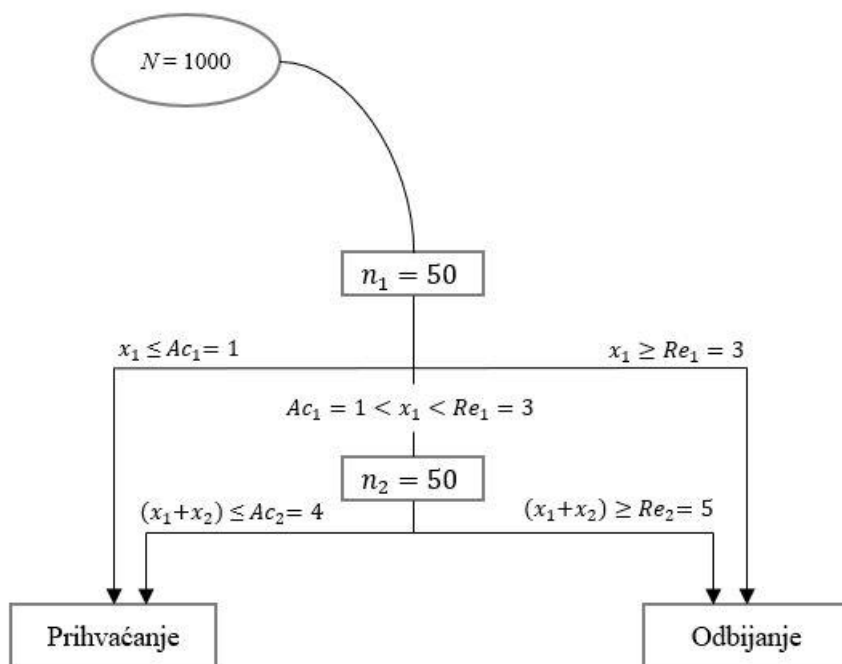 N = 1000
n₁ = 50
x₁ ≤ Ac₁= 1
x₁ ≥ Re₁ = 3
Ac₁ = 1 < x₁ < Re₁ = 3
n₂ = 50
(x₁+x₂) ≤ Ac₂= 4
(x₁+x₂) ≥ Re₂= 5
Prihvaćanje
Odbijanje